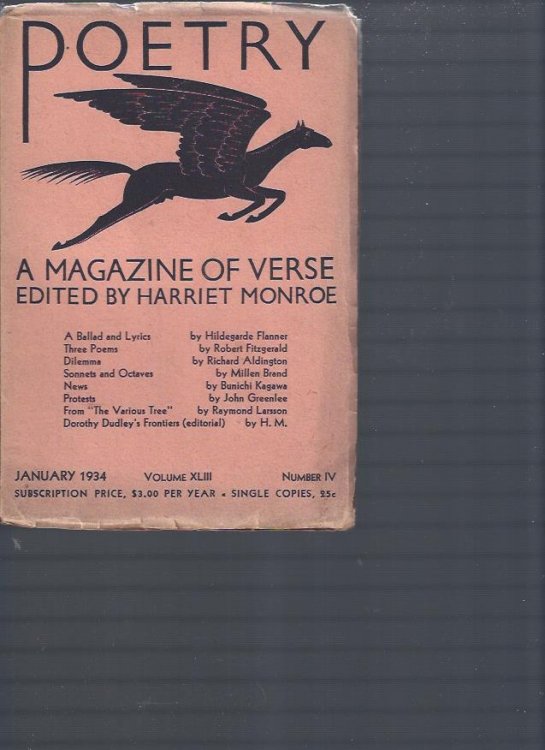 POETRY
A MAGAZINE OF VERSE
EDITED BY HARRIET MONROE
A Ballad and Lyrics by Hildegarde Flanner
Three Poems by Robert Fitzgerald
Dilemma by Richard Aldington
Sonnets and Octaves by Millen Brand
News by Bunichi Kagawa
Protests by John Greenlee
From "The Various Tree" by Raymond Larsson
Dorothy Dudley's Frontiers (editorial) by H. M.
JANUARY 1934 VOLUME XLIII NUMBER IV
SUBSCRIPTION PRICE, $3.00 PER YEAR • SINGLE COPIES, 25c